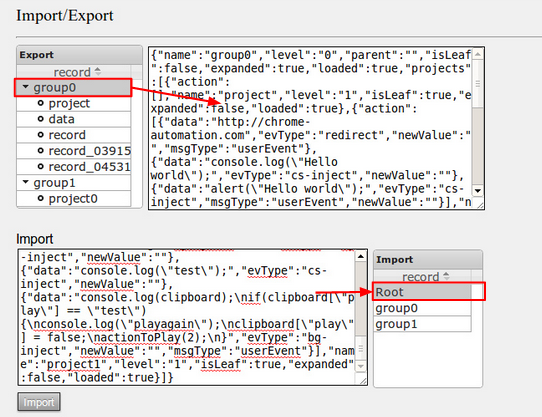 Import/Export
Export
record
group0
project
data
record
record_03915
record_04531
group1
project0
{"name":"group0","level":"0","parent":"","isLeaf"
:false,"expanded":true,"loaded":true,"projects"
:[{"action":
[],"name":"project","level":"1","isLeaf":true,"e
xpanded":false,"loaded":true},{"action":
[{"data":"http://chrome-
automation.com","evType":"redirect","newValue":"
","msgType":"userEvent"},
{"data":"console.log(\"Hello
world\");","evType":"cs-inject","newValue":""},
{"data":"alert(\"Hello world\");","evType":"cs-
inject","msgType":"userEvent","newValue":""}],"n
Import
-inject","newValue":""},
{"data":"console.log(\"test\");","evType":"cs-
inject","newValue":""},
{"data":"console.log(clipboard);\nif(clipboard[\"p
lay\"] == \"test\")
{\nconsole.log(\"playagain\");\nclipboard[\"play\"
] = false;\nactionToPlay(2);\n}","evType":"bg-
inject","newValue":"","msgType":"userEvent"}],"nam
e":"project1","level":"1","isLeaf":true,"expanded"
:false,"loaded":true}]}
Import
record
Root
group0
group1
Import